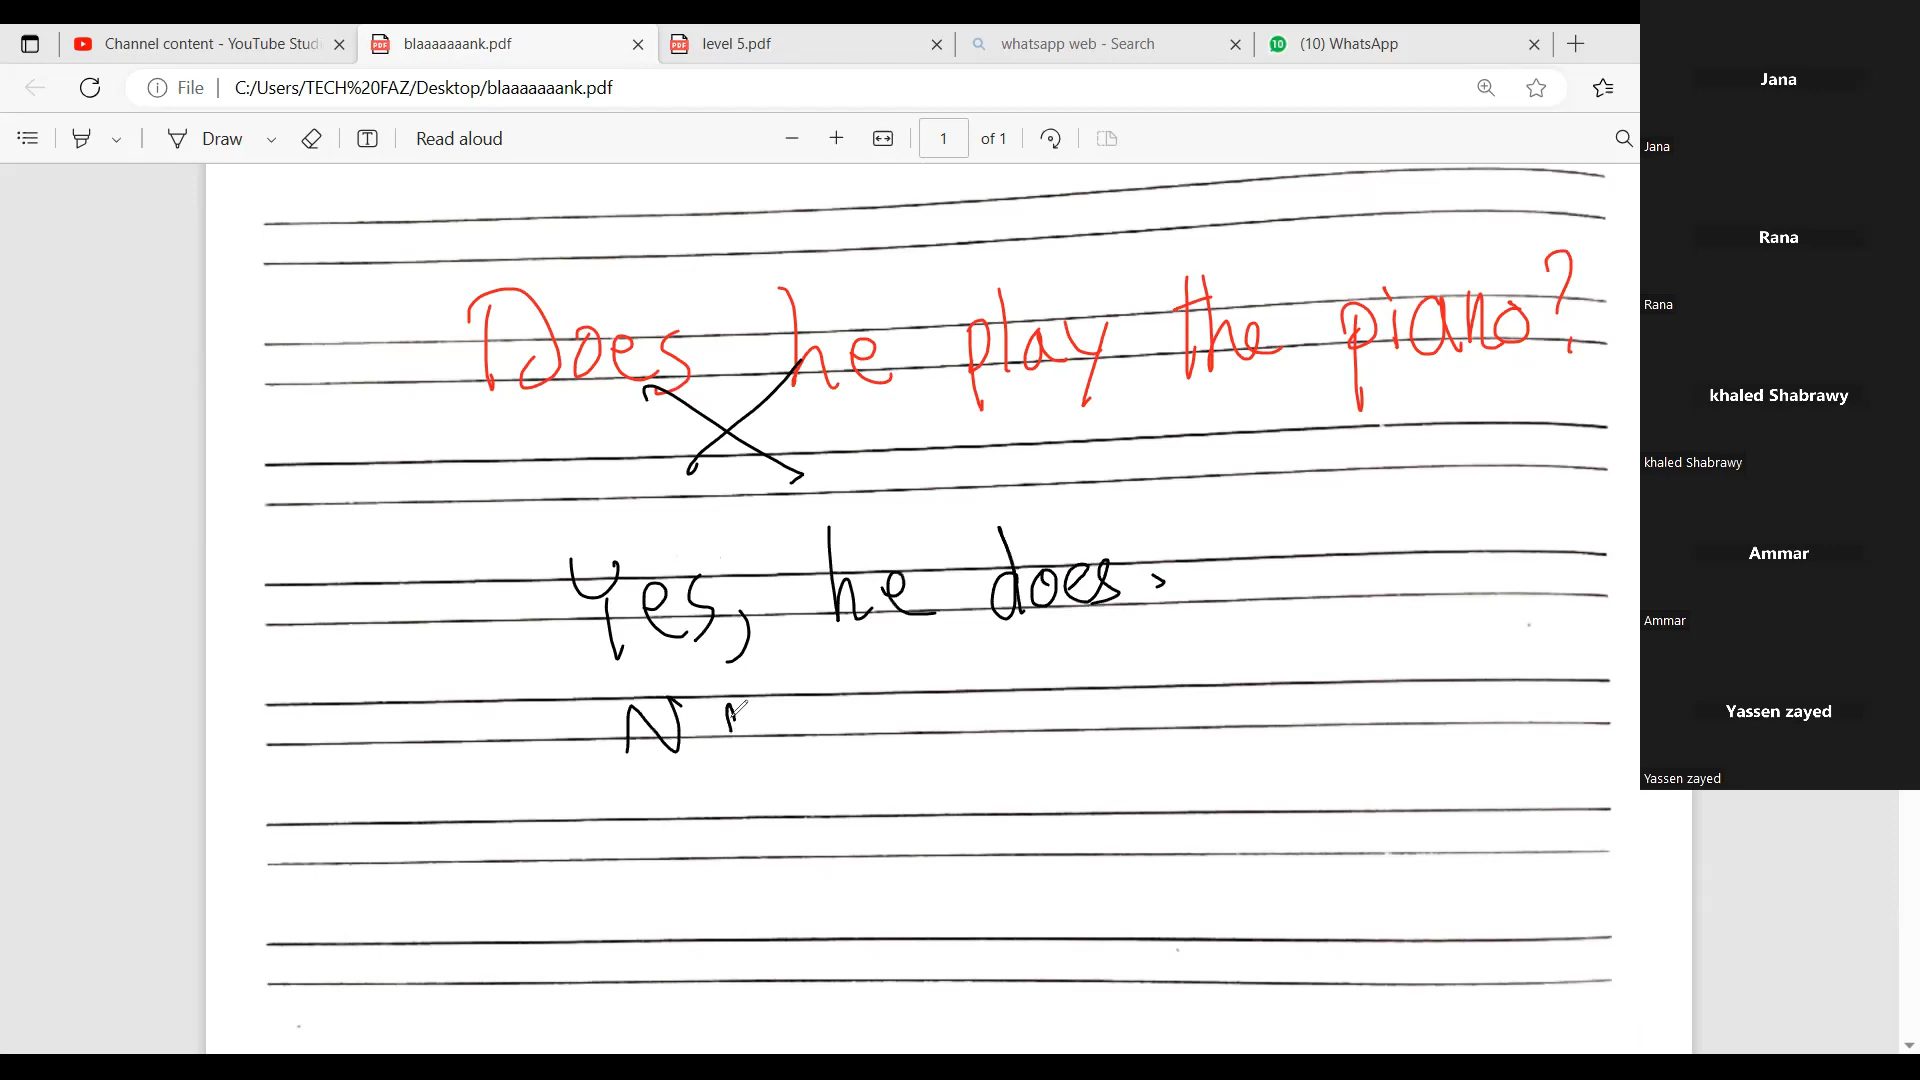 Channel content - YouTube Stud
blaaaaaaank.pdf
level 5.pdf
whatsapp web - Search
10
(10) WhatsApp
File
C:/Users/TECH%20FAZ/Desktop/blaaaaaaank.pdf
Draw
Read aloud
1
of 1
Does he play the piano?
Yes, he does.
N
Jana
Jana
Rana
Rana
khaled Shabrawy
khaled Shabrawy
Ammar
Ammar
Yassen zayed
Yassen zayed